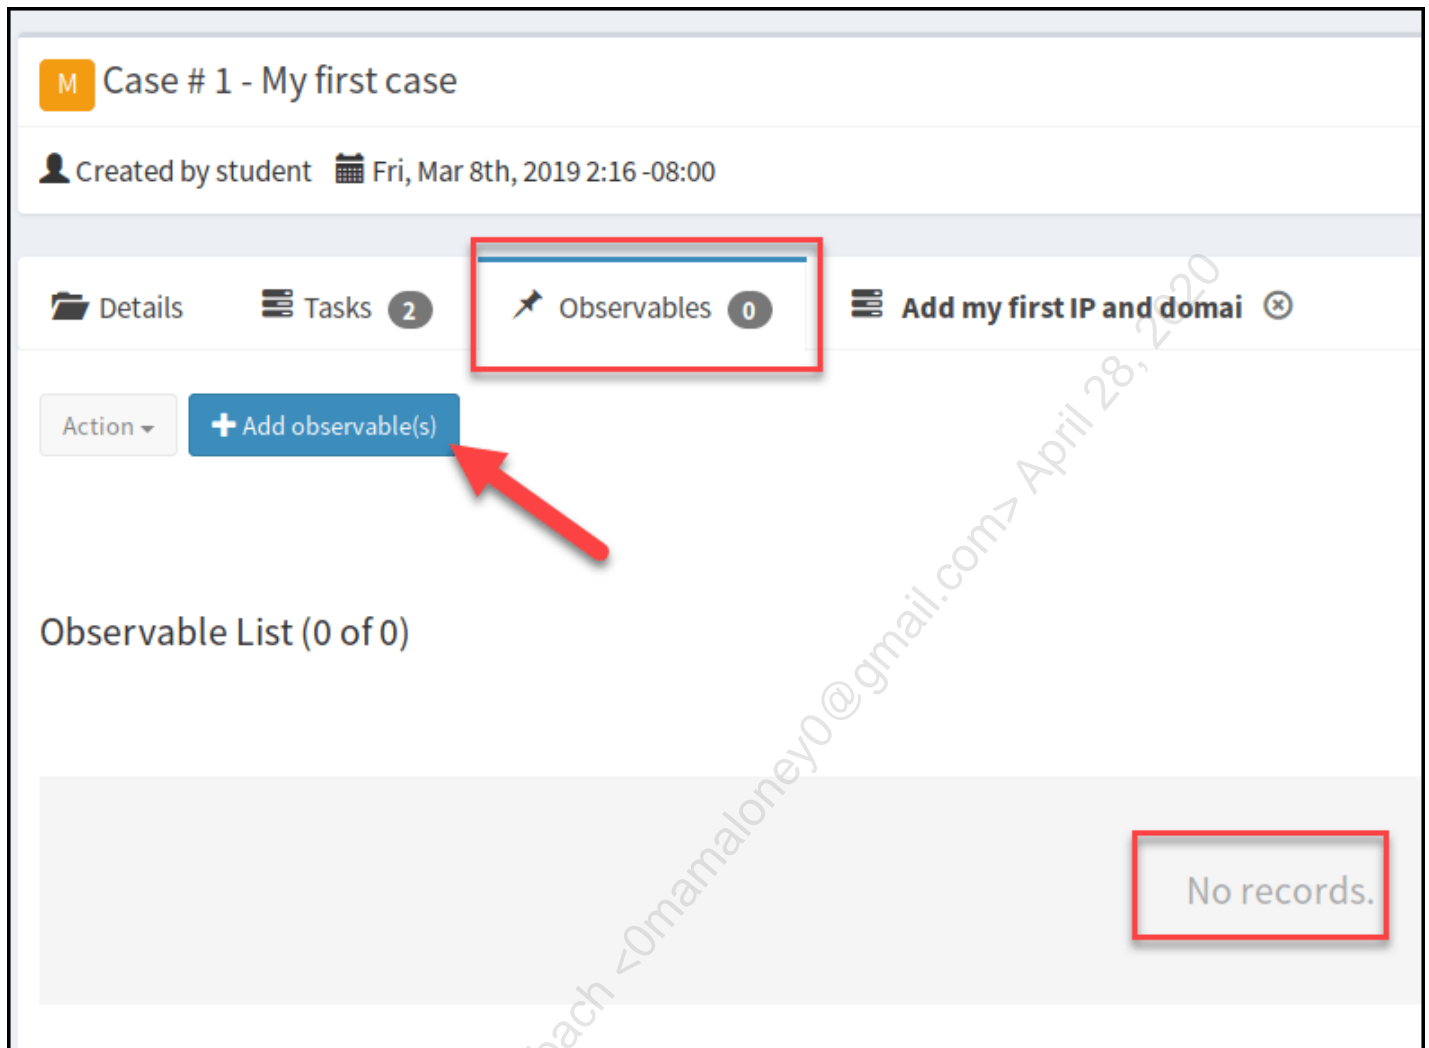 M Case # 1 - My first case
Created by student Fri, Mar 8th, 2019 2:16 -08:00
Details Tasks 2 Observables 0 Add my first IP and domai
Action Add observable(s)
Observable List (0 of 0)
No records.
bach <0mamaloney0@gmail.com> April 28, 2020